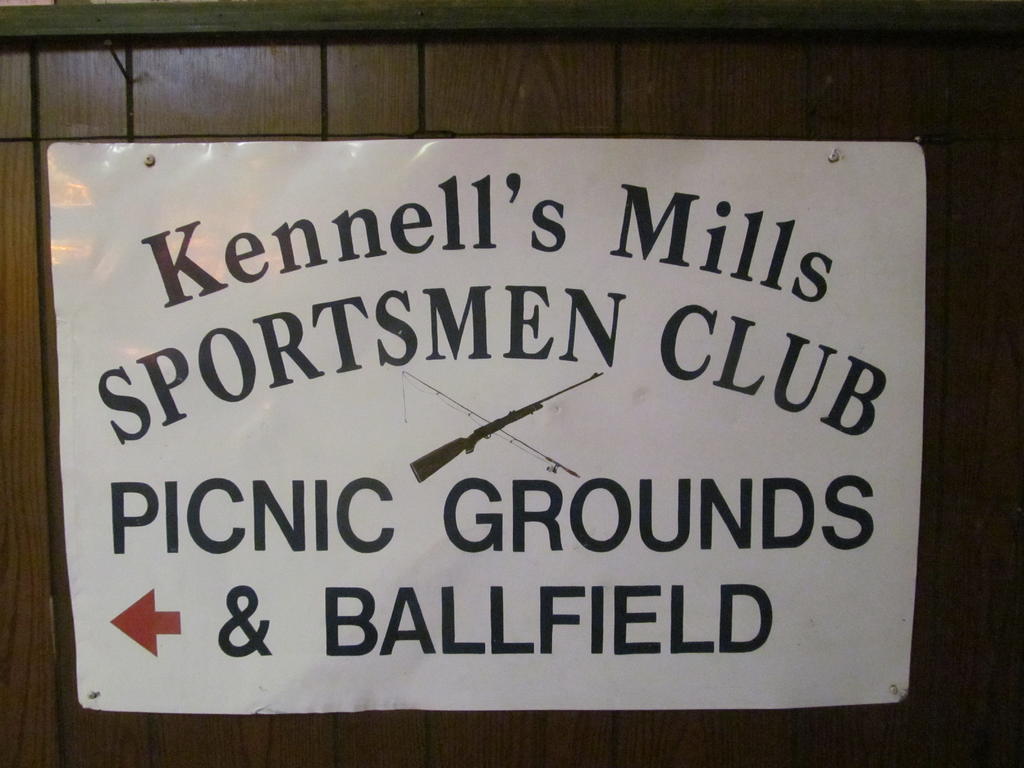 Kennell's Mills
SPORTSMEN CLUB
PICNIC GROUNDS
& BALLFIELD